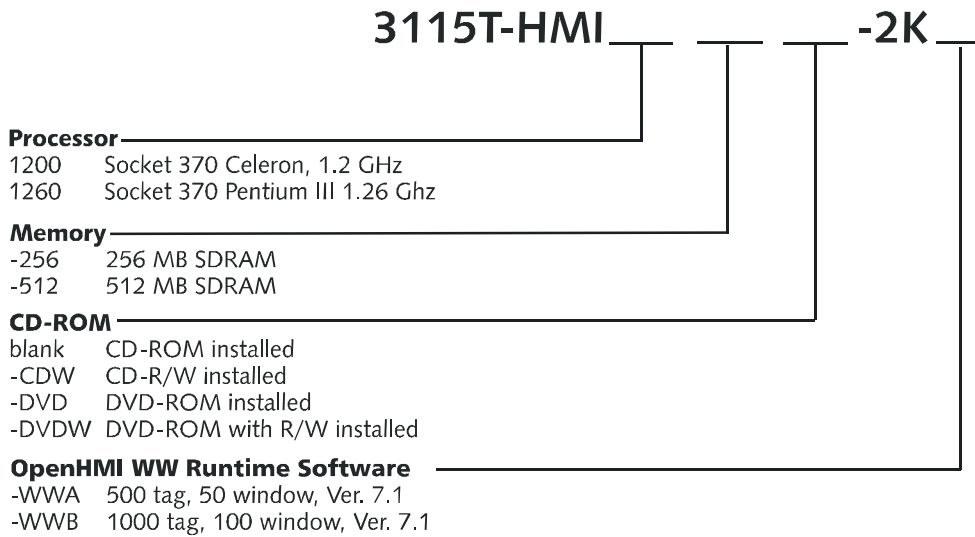 3115T-HMI___ ___ ___-2K___
Processor
1200 Socket 370 Celeron, 1.2 GHz
1260 Socket 370 Pentium III 1.26 Ghz
Memory
-256 256 MB SDRAM
-512 512 MB SDRAM
CD-ROM
blank CD-ROM installed
-CDW CD-R/W installed
-DVD DVD-ROM installed
-DVDW DVD-ROM with R/W installed
OpenHMI WW Runtime Software
-WWA 500 tag, 50 window, Ver. 7.1
-WWB 1000 tag, 100 window, Ver. 7.1